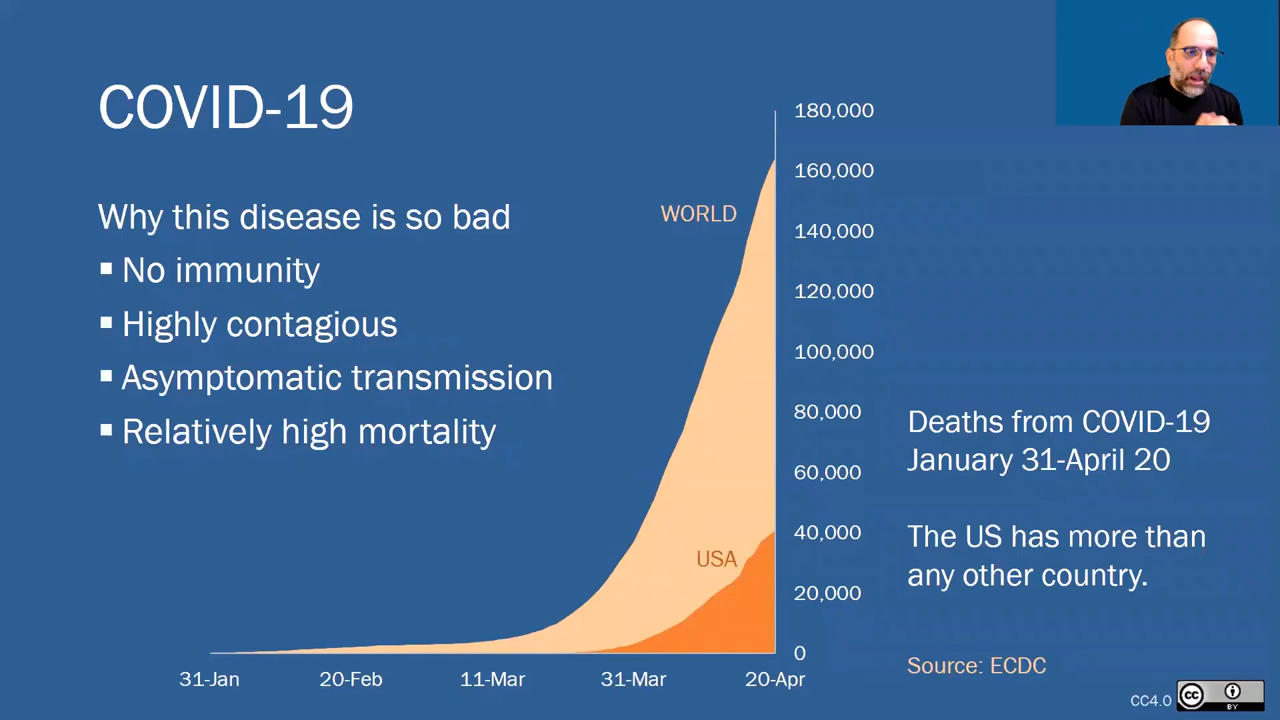 COVID-19
Why this disease is so bad
▪ No immunity
▪ Highly contagious
▪ Asymptomatic transmission
▪ Relatively high mortality
WORLD
USA
180,000
160,000
140,000
120,000
100,000
80,000
60,000
40,000
20,000
0
31-Jan
20-Feb
11-Mar
31-Mar
20-Apr
Deaths from COVID-19
January 31-April 20
The US has more than
any other country.
Source: ECDC
CC4.0
cc
BY